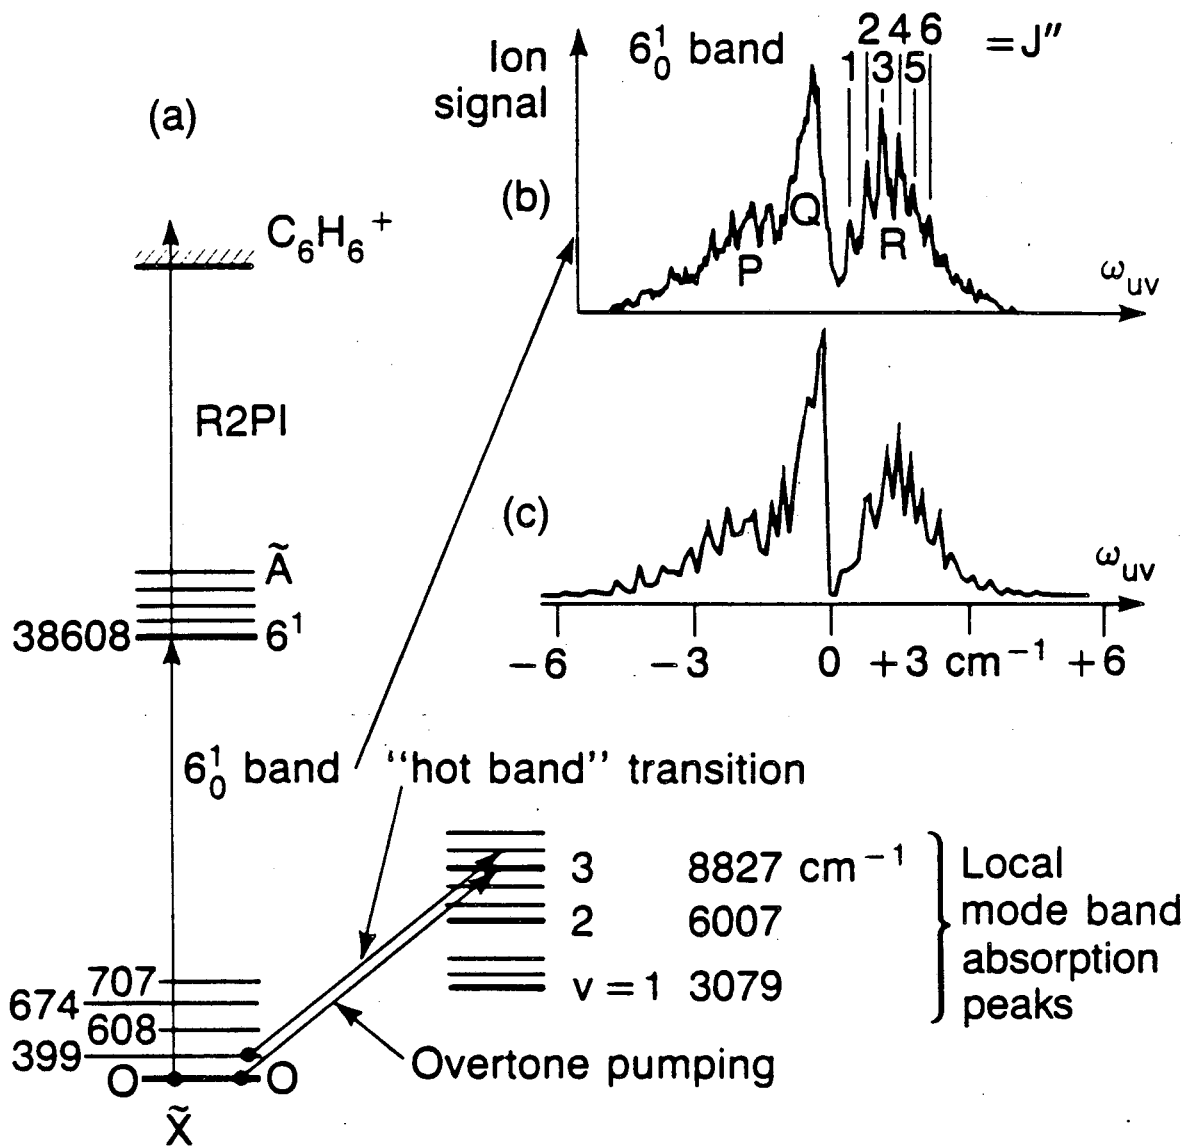 (a)
C₆H₆⁺
R2PI
Ã
38608
6¹
6¹₀ band
"hot band" transition
3 8827 cm⁻¹
2 6007
v = 1 3079
Local
mode band
absorption
peaks
707
674
608
399
O O
X̃
Overtone pumping
(b)
Ion
signal
6¹₀ band
2 4 6
1 3 5
= J″
P
Q
R
ω_uv
(c)
ω_uv
−6 −3 0 +3 cm⁻¹ +6